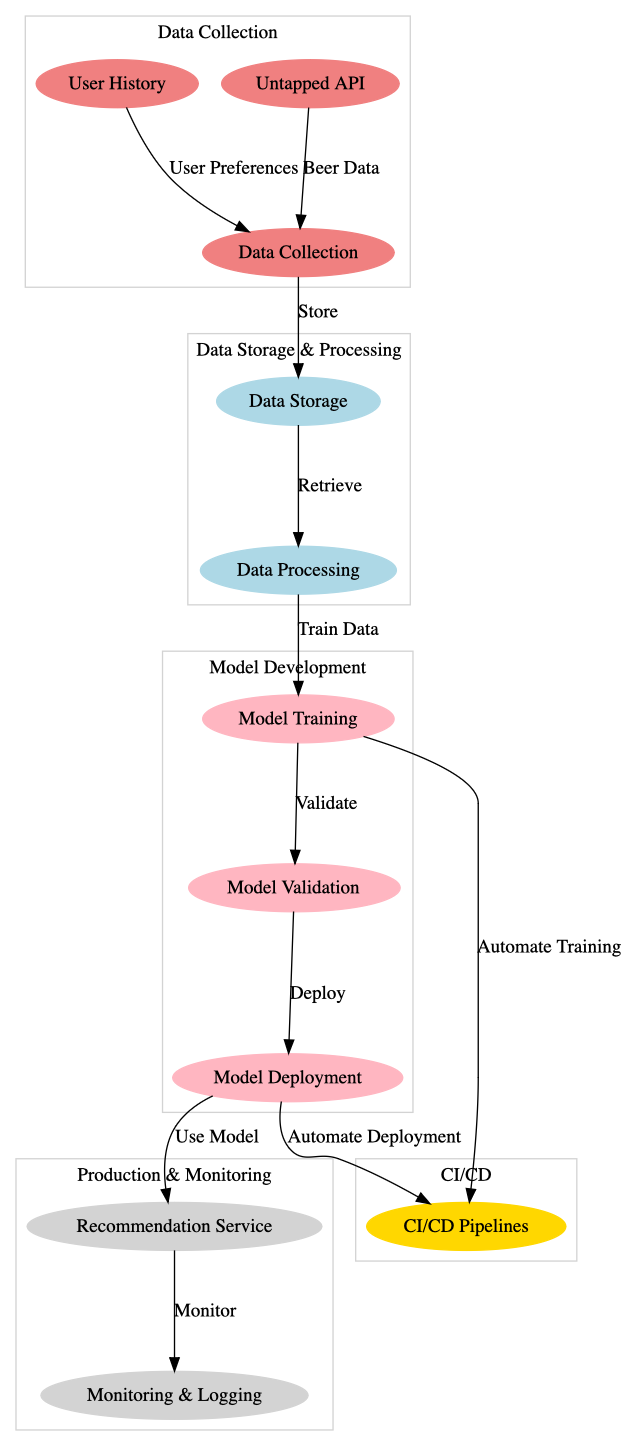 Data Collection
User History
Untapped API
User Preferences
Beer Data
Data Collection
Store
Data Storage & Processing
Data Storage
Retrieve
Data Processing
Train Data
Model Development
Model Training
Validate
Model Validation
Automate Training
Deploy
Model Deployment
Use Model
Automate Deployment
Production & Monitoring
CI/CD
Recommendation Service
CI/CD Pipelines
Monitor
Monitoring & Logging